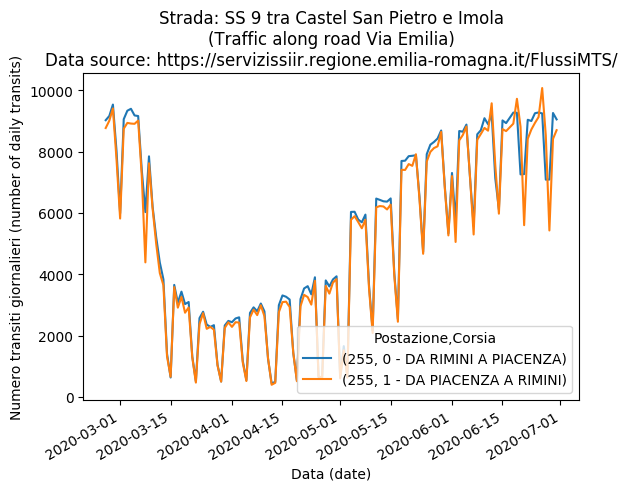 Strada: SS 9 tra Castel San Pietro e Imola
(Traffic along road Via Emilia)
Data source: https://servizissiir.regione.emilia-romagna.it/FlussiMTS/
Numero transiti giornalieri (number of daily transits)
10000
8000
6000
4000
2000
0
Postazione,Corsia
(255, 0 - DA RIMINI A PIACENZA)
(255, 1 - DA PIACENZA A RIMINI)
2020-03-01
2020-03-15
2020-04-01
2020-04-15
2020-05-01
2020-05-15
2020-06-01
2020-06-15
2020-07-01
Data (date)